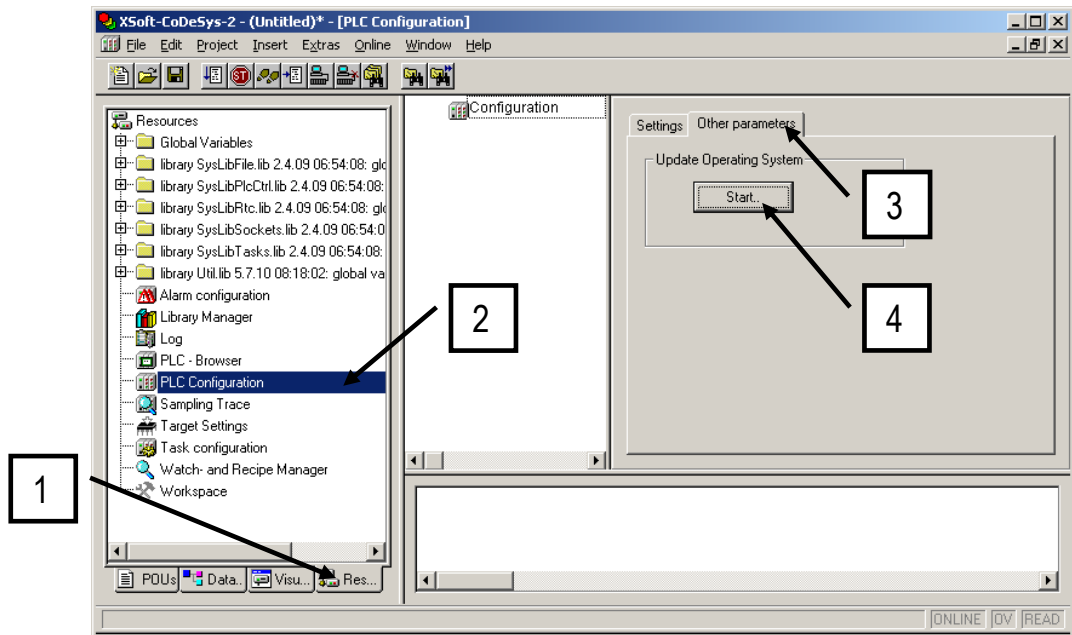 XSoft-CoDeSys-2 - (Untitled)* - [PLC Configuration]
File Edit Project Insert Extras Online Window Help
Resources
Global Variables
library SysLibFile.lib 2.4.09 06:54:08: glo
library SysLibPlcCtrl.lib 2.4.09 06:54:08:
library SysLibRtc.lib 2.4.09 06:54:08: glo
library SysLibSockets.lib 2.4.09 06:54:0
library SysLibTasks.lib 2.4.09 06:54:08:
library Util.lib 5.7.10 08:18:02: global va
Alarm configuration
Library Manager
Log
PLC - Browser
PLC Configuration
Sampling Trace
Target Settings
Task configuration
Watch- and Recipe Manager
Workspace
POUs Data.. Visu... Res...
Configuration
Settings Other parameters
Update Operating System
Start..
1
2
3
4
ONLINE OV READ